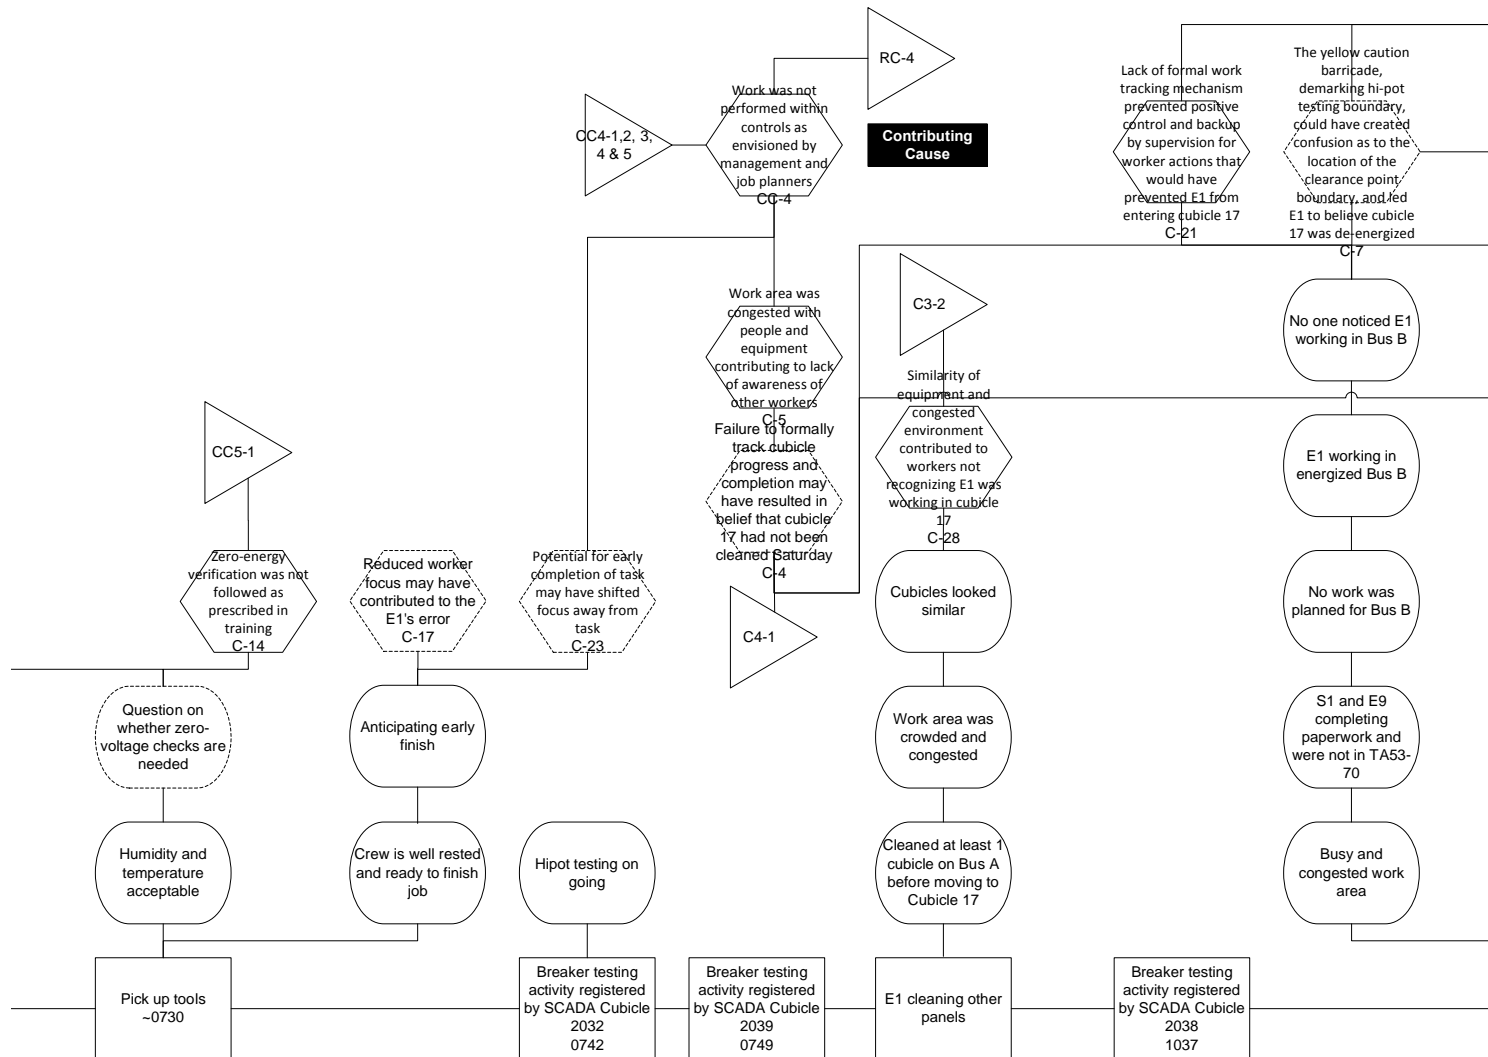 RC-4
Work was not
performed within
controls as
envisioned by
management and
job planners
CC-4
CC4-1,2, 3,
4 & 5
Contributing
Cause
Lack of formal work
tracking mechanism
prevented positive
control and backup
by supervision for
worker actions that
would have
prevented E1 from
entering cubicle 17
C-21
The yellow caution
barricade,
demarking hi-pot
testing boundary,
could have created
confusion as to the
location of the
clearance point
boundary, and led
E1 to believe cubicle
17 was de-energized
C-7
Work area was
congested with
people and
equipment
contributing to lack
of awareness of
other workers
C-5
C3-2
No one noticed E1
working in Bus B
Similarity of
equipment and
congested
environment
contributed to
workers not
recognizing E1 was
working in cubicle
17
C-28
CC5-1
Failure to formally
track cubicle
progress and
completion may
have resulted in
belief that cubicle
17 had not been
cleaned Saturday
C-4
E1 working in
energized Bus B
Zero-energy
verification was not
followed as
prescribed in
training
C-14
Reduced worker
focus may have
contributed to the
E1's error
C-17
Potential for early
completion of task
may have shifted
focus away from
task
C-23
C4-1
Cubicles looked
similar
No work was
planned for Bus B
Question on
whether zero-
voltage checks are
needed
Anticipating early
finish
Work area was
crowded and
congested
S1 and E9
completing
paperwork and
were not in TA53-
70
Humidity and
temperature
acceptable
Crew is well rested
and ready to finish
job
Hipot testing on
going
Cleaned at least 1
cubicle on Bus A
before moving to
Cubicle 17
Busy and
congested work
area
Pick up tools
~0730
Breaker testing
activity registered
by SCADA Cubicle
2032
0742
Breaker testing
activity registered
by SCADA Cubicle
2039
0749
E1 cleaning other
panels
Breaker testing
activity registered
by SCADA Cubicle
2038
1037